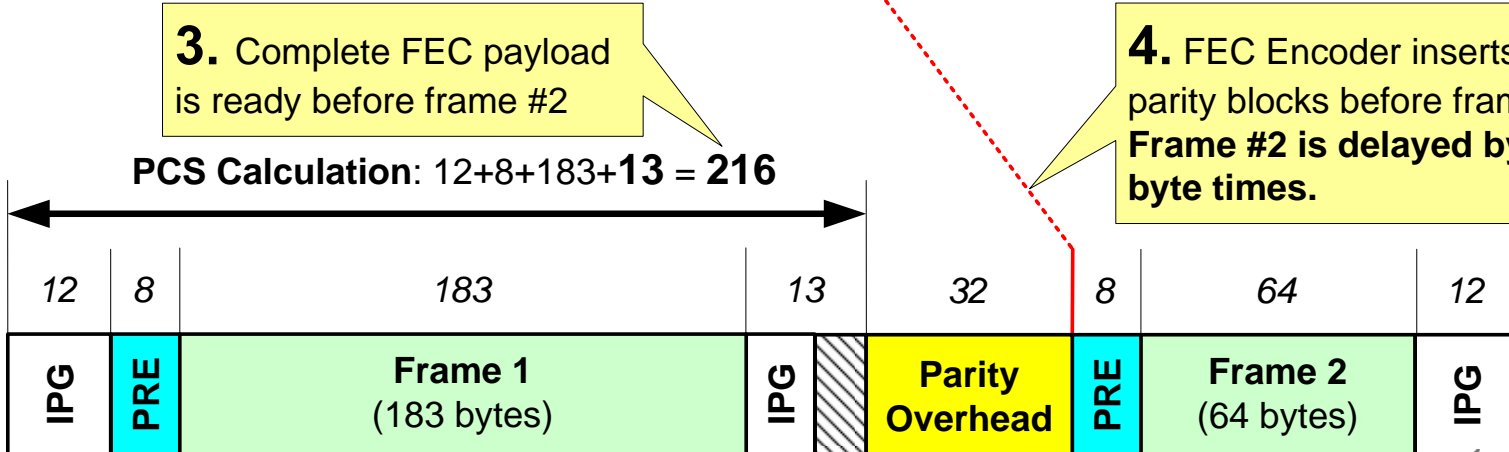 3. Complete FEC payload
is ready before frame #2
4. FEC Encoder inserts
parity blocks before
Frame #2 is delayed by
byte times.
PCS Calculation: 12+8+183+13 = 216
12 8 183 13 32 8 64 12
IPG PRE Frame 1 IPG Parity PRE Frame 2 IPG
(183 bytes) Overhead (64 bytes)